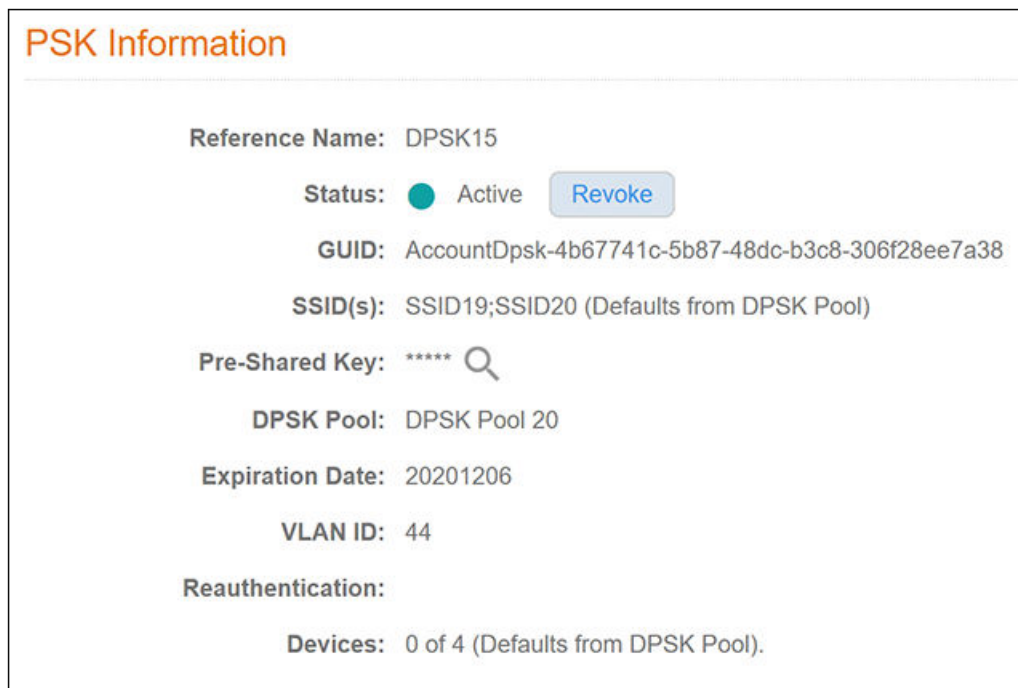 PSK Information
Reference Name: DPSK15
Status: Active Revoke
GUID: AccountDpsk-4b67741c-5b87-48dc-b3c8-306f28ee7a38
SSID(s): SSID19;SSID20 (Defaults from DPSK Pool)
Pre-Shared Key: *****
DPSK Pool: DPSK Pool 20
Expiration Date: 20201206
VLAN ID: 44
Reauthentication:
Devices: 0 of 4 (Defaults from DPSK Pool).